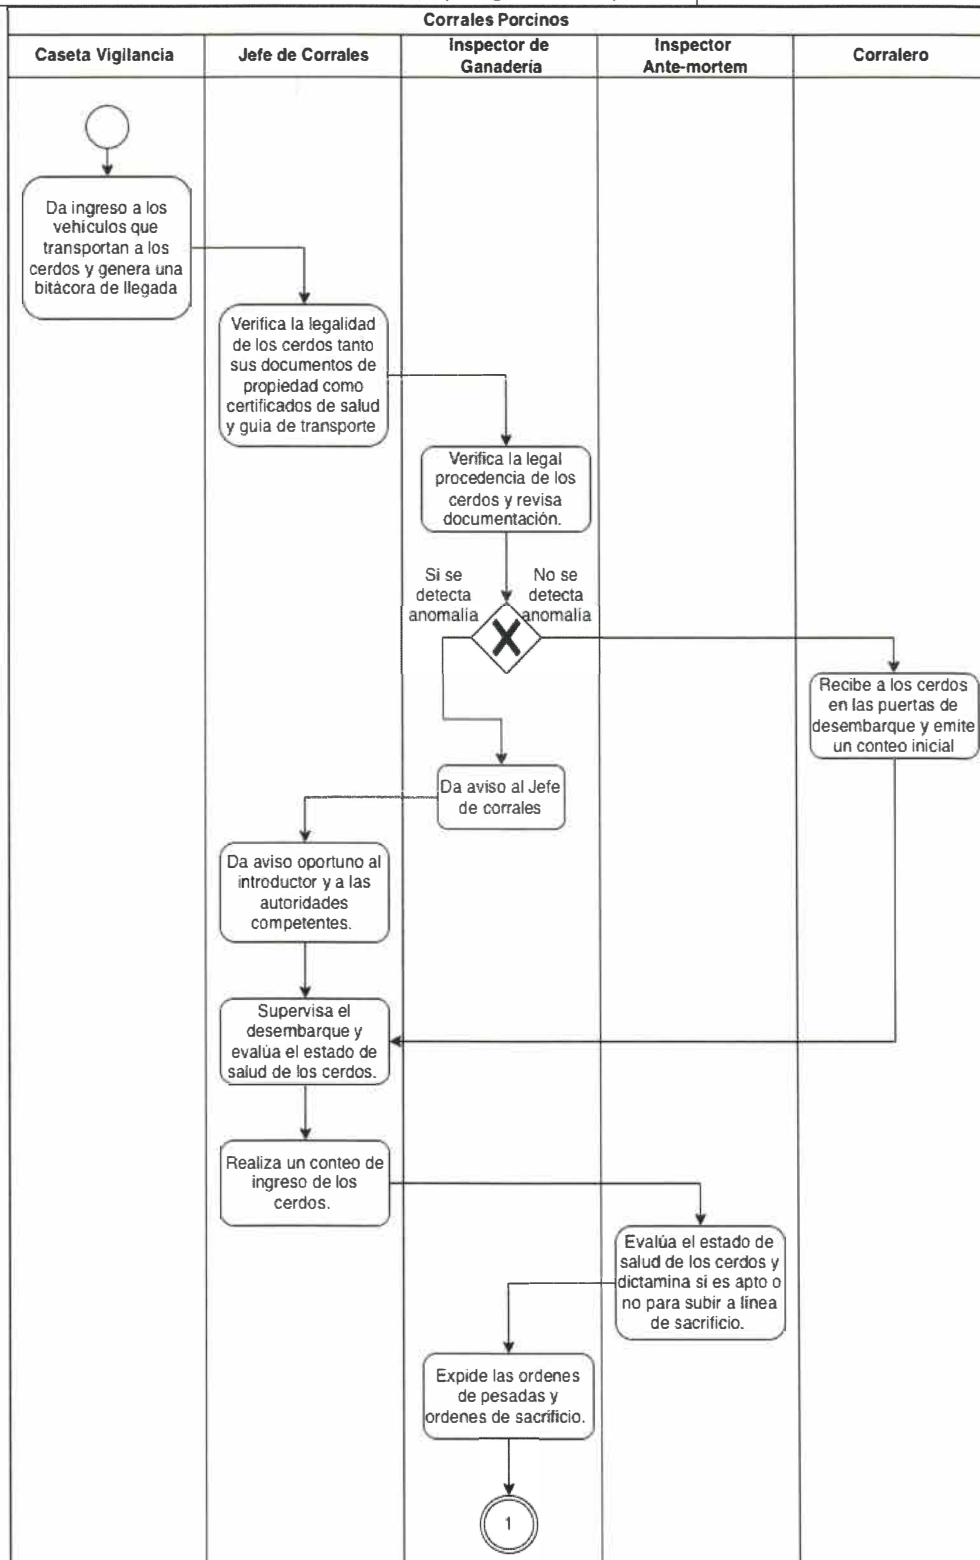 Corrales Porcinos
Caseta Vigilancia
Jefe de Corrales
Inspector de
Ganadería
Inspector
Ante-mortem
Corralero
Da ingreso a los
vehículos que
transportan a los
cerdos y genera una
bitácora de llegada
Verifica la legalidad
de los cerdos tanto
sus documentos de
propiedad como
certificados de salud
y guia de transporte
Verifica la legal
procedencia de los
cerdos y revisa
documentación.
Si se
detecta
anomalía
No se
detecta
anomalía
Recibe a los cerdos
en las puertas de
desembarque y emite
un conteo inicial
Da aviso al Jefe
de corrales
Da aviso oportuno al
introductor y a las
autoridades
competentes.
Supervisa el
desembarque y
evalúa el estado de
salud de los cerdos.
Realiza un conteo de
ingreso de los
cerdos.
Evalúa el estado de
salud de los cerdos y
dictamina si es apto o
no para subir a línea
de sacrificio.
Expide las ordenes
de pesadas y
ordenes de sacrificio.
1